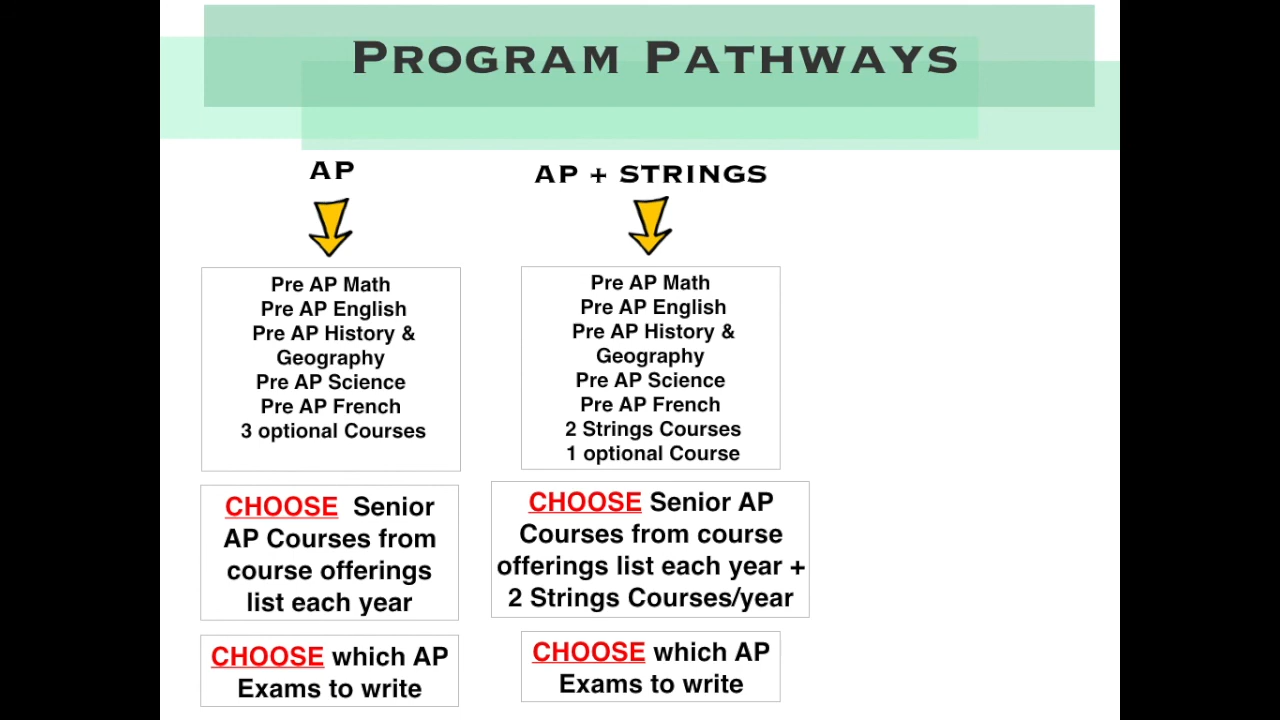 PROGRAM PATHWAYS
AP
Pre AP Math
Pre AP English
Pre AP History &
Geography
Pre AP Science
Pre AP French
3 optional Courses
CHOOSE Senior
AP Courses from
course offerings
list each year
CHOOSE which AP
Exams to write
AP + STRINGS
Pre AP Math
Pre AP English
Pre AP History &
Geography
Pre AP Science
Pre AP French
2 Strings Courses
1 optional Course
CHOOSE Senior AP
Courses from course
offerings list each year +
2 Strings Courses/year
CHOOSE which AP
Exams to write